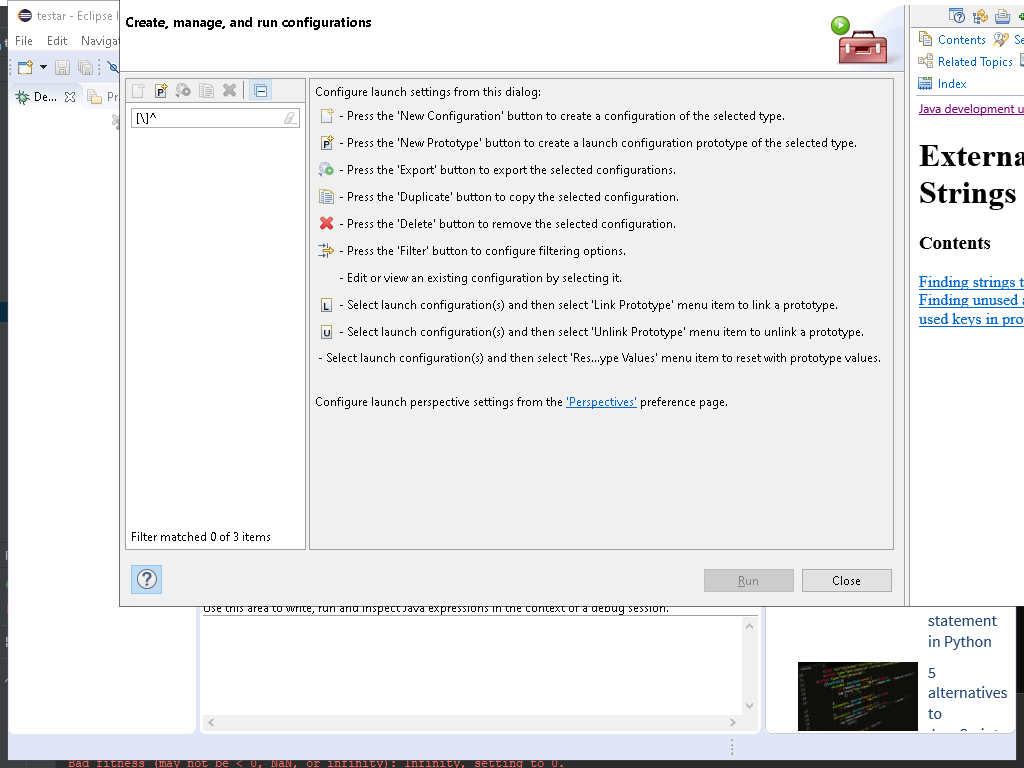 testar - Eclipse I
File Edit Navigat
De...
Pr
Create, manage, and run configurations
[\]^
Filter matched 0 of 3 items
Configure launch settings from this dialog:
- Press the 'New Configuration' button to create a configuration of the selected type.
P - Press the 'New Prototype' button to create a launch configuration prototype of the selected type.
- Press the 'Export' button to export the selected configurations.
- Press the 'Duplicate' button to copy the selected configuration.
- Press the 'Delete' button to remove the selected configuration.
- Press the 'Filter' button to configure filtering options.
- Edit or view an existing configuration by selecting it.
L - Select launch configuration(s) and then select 'Link Prototype' menu item to link a prototype.
U - Select launch configuration(s) and then select 'Unlink Prototype' menu item to unlink a prototype.
- Select launch configuration(s) and then select 'Res...ype Values' menu item to reset with prototype values.
Configure launch perspective settings from the 'Perspectives' preference page.
?
Run
Close
Contents Se
Related Topics
Index
Java development u
Externa
Strings
Contents
Finding strings t
Finding unused a
used keys in pro
Use this area to write, run and inspect Java expressions in the context of a debug session.
statement
in Python
5
alternatives
to
Bad fitness (may not be < 0, NaN, or infinity): Infinity, setting to 0.